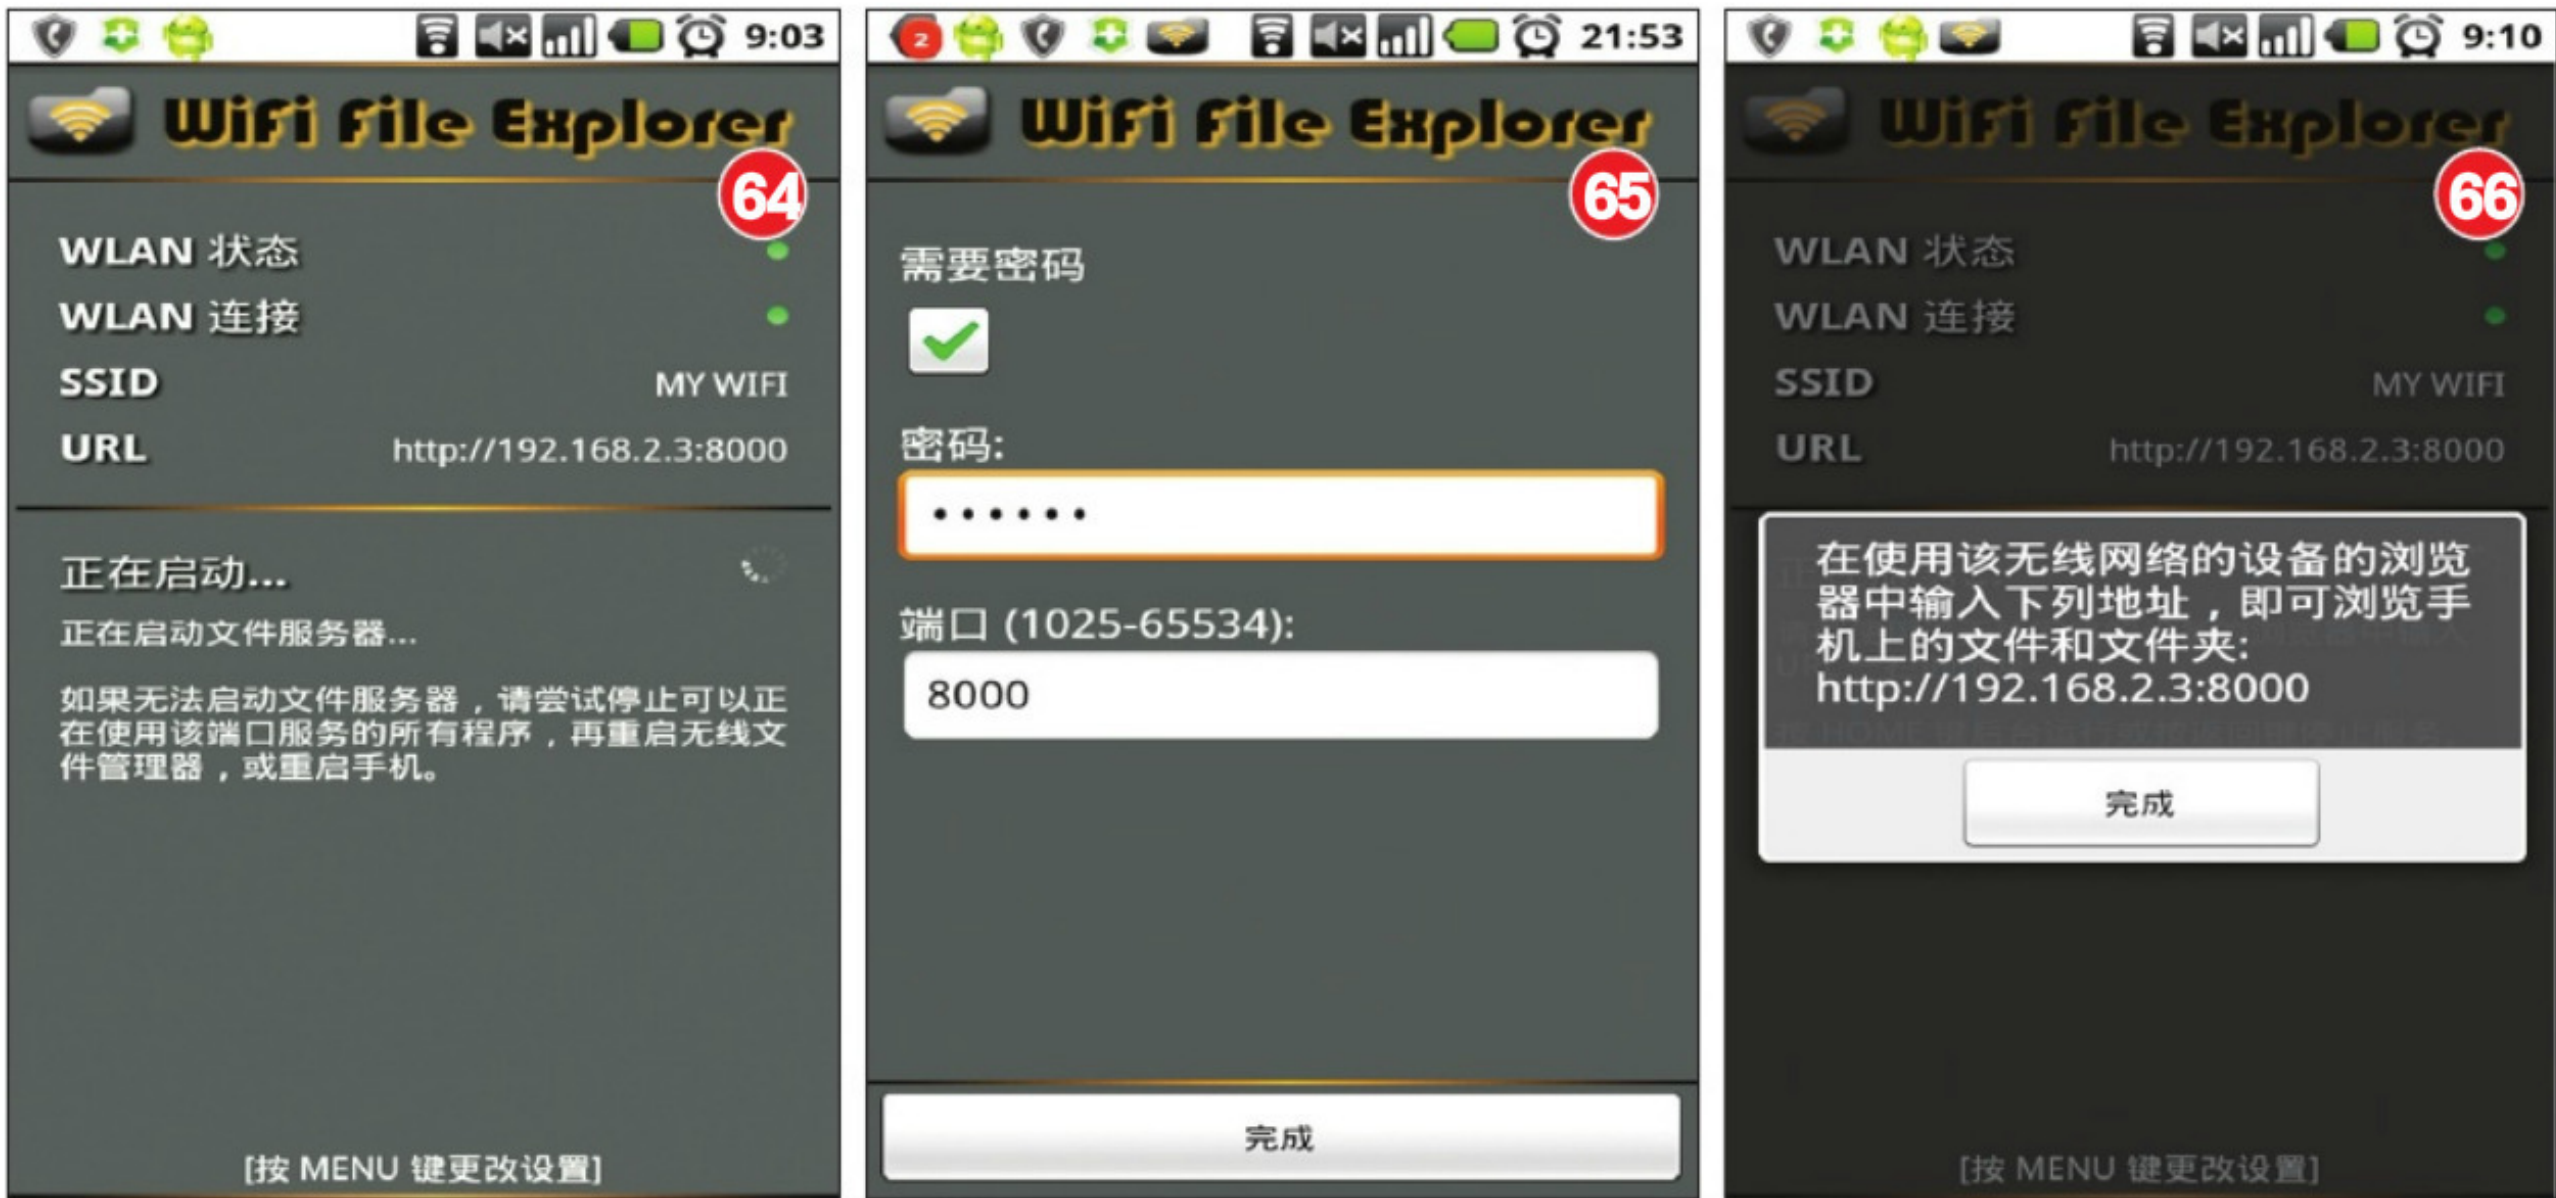 9:03
WiFi File Explorer
64
WLAN 状态
WLAN 连接
SSID MY WIFI
URL http://192.168.2.3:8000
正在启动...
正在启动文件服务器...
如果无法启动文件服务器，请尝试停止可以正
在使用该端口服务的所有程序，再重启无线文
件管理器，或重启手机。
[按 MENU 键更改设置]
2
21:53
WiFi File Explorer
65
需要密码
密码:
••••••
端口 (1025-65534):
8000
完成
9:10
WiFi File Explorer
66
WLAN 状态
WLAN 连接
SSID MY WIFI
URL http://192.168.2.3:8000
在使用该无线网络的设备的浏览
器中输入下列地址，即可浏览手
机上的文件和文件夹:
http://192.168.2.3:8000
完成
[按 MENU 键更改设置]